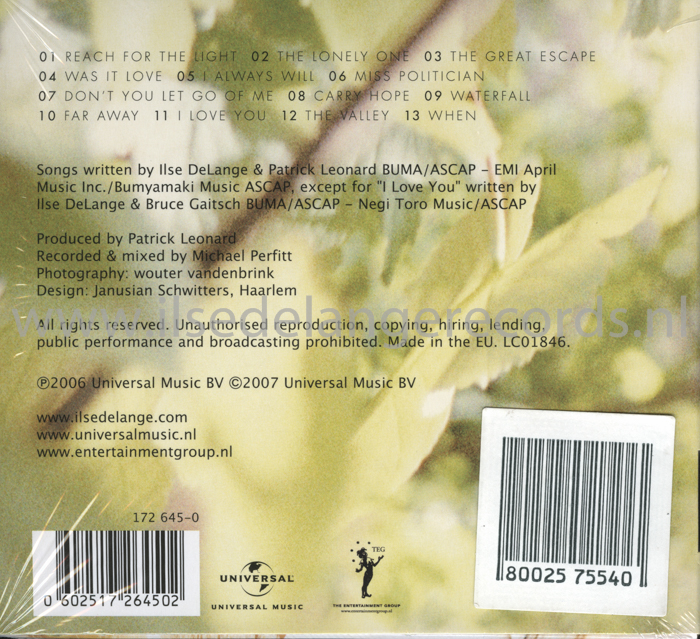 01 REACH FOR THE LIGHT 02 THE LONELY ONE 03 THE GREAT ESCAPE
04 WAS IT LOVE 05 I ALWAYS WILL 06 MISS POLITICIAN
07 DON'T YOU LET GO OF ME 08 CARRY HOPE 09 WATERFALL
10 FAR AWAY 11 I LOVE YOU 12 THE VALLEY 13 WHEN
Songs written by Ilse DeLange & Patrick Leonard BUMA/ASCAP – EMI April
Music Inc./Bumyamaki Music ASCAP, except for "I Love You" written by
Ilse DeLange & Bruce Gaitsch BUMA/ASCAP – Negi Toro Music/ASCAP
Produced by Patrick Leonard
Recorded & mixed by Michael Perfitt
Photography: wouter vandenbrink
Design: Janusian Schwitters, Haarlem
www.ilsedelangerecords.nl
All rights reserved. Unauthorised reproduction, copying, hiring, lending,
public performance and broadcasting prohibited. Made in the EU. LC01846.
℗2006 Universal Music BV ©2007 Universal Music BV
www.ilsedelange.com
www.universalmusic.nl
www.entertainmentgroup.nl
172 645-0
0 602517 264502
UNIVERSAL
UNIVERSAL MUSIC
TEG
THE ENTERTAINMENT GROUP
www.entertainmentgroup.nl
80025 75540